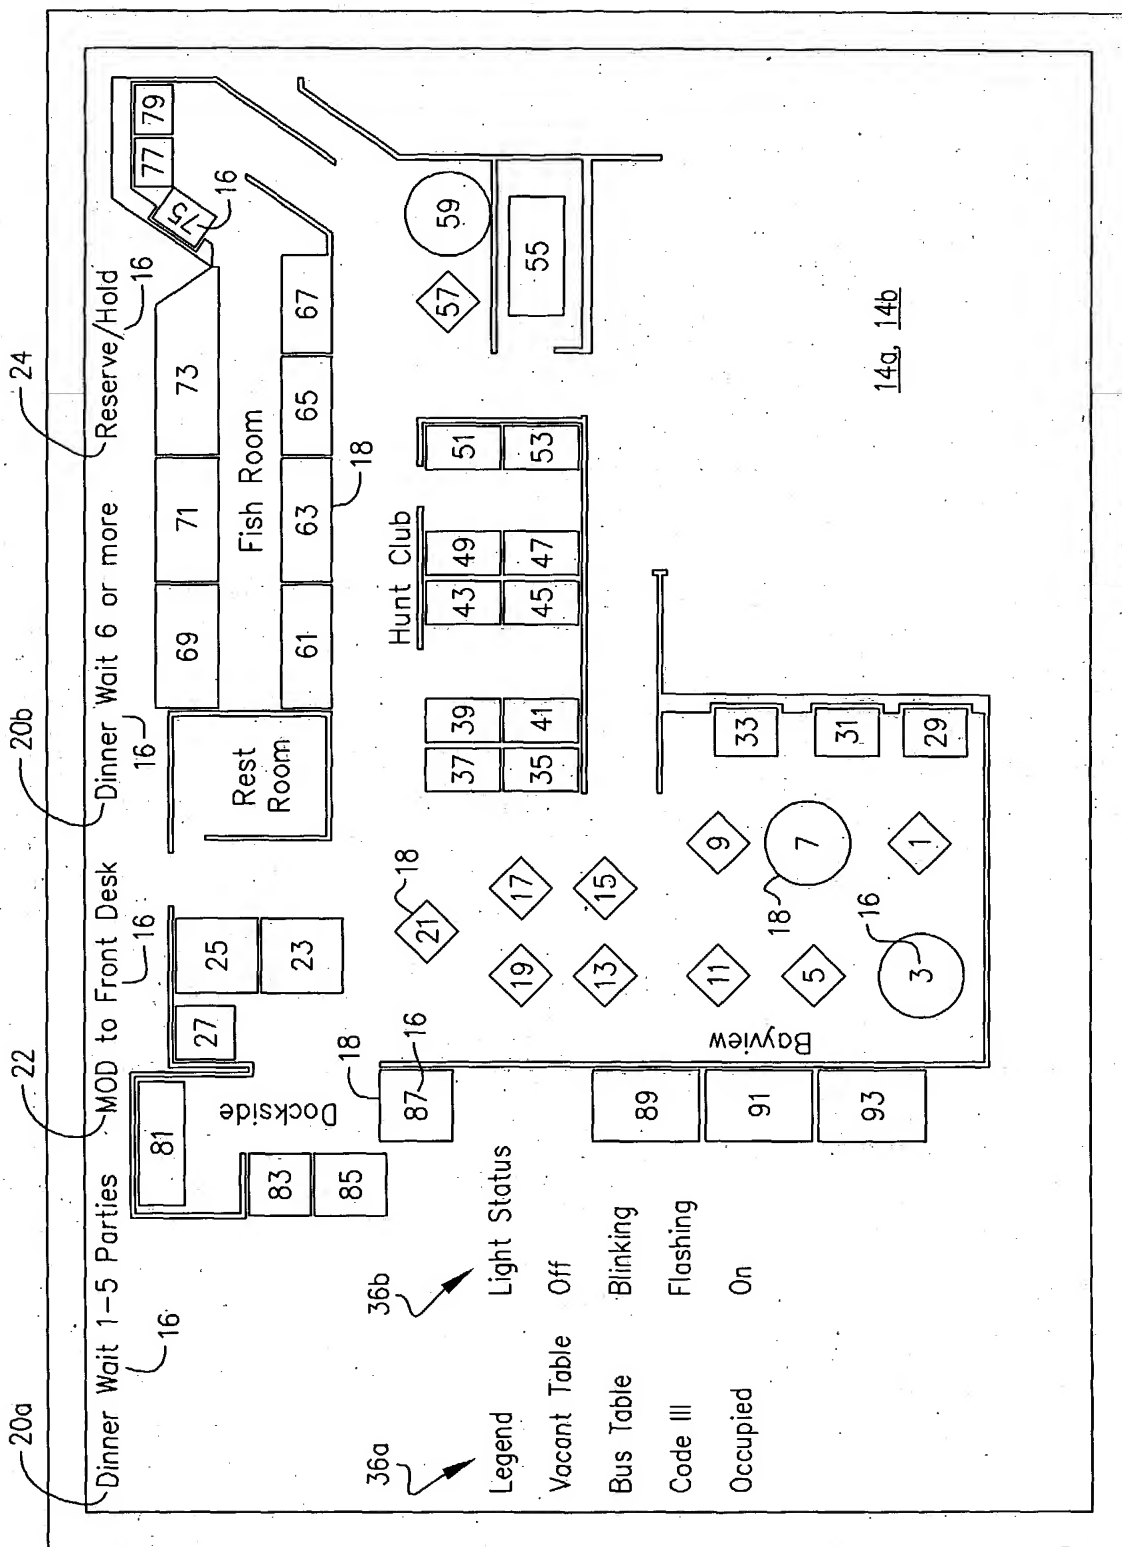 20a
22
20b
24
Dinner Wait 1-5 Parties
MOD to Front Desk
Dinner Wait 6 or more
Reserve/Hold
16
16
16
16
81
27
25
23
Rest
Room
69
71
73
75
16
77
79
Fish Room
61
63
65
67
18
83
85
Dockside
18
87
16
21
18
Hunt Club
37
39
43
49
51
57
59
35
41
45
47
53
55
19
17
13
15
89
91
93
Bayview
11
9
33
5
7
18
31
3
16
1
29
36a
36b
Legend
Light Status
Vacant Table
Off
Bus Table
Blinking
Code III
Flashing
Occupied
On
14a, 14b